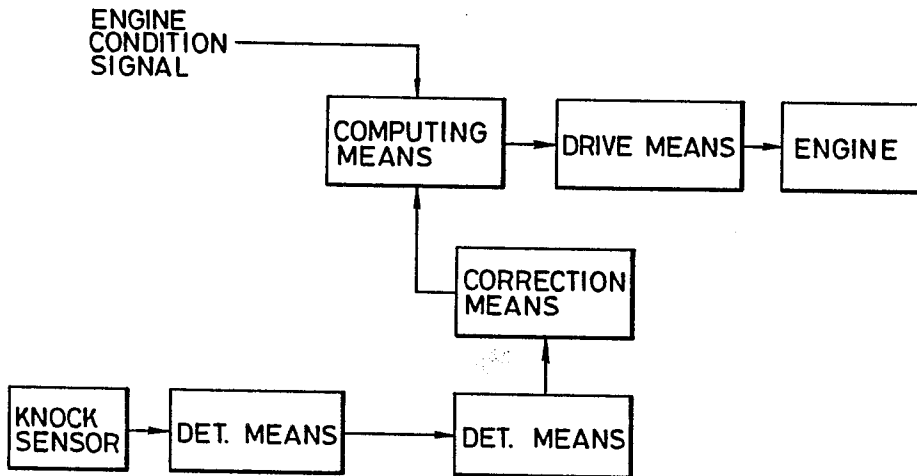 ENGINE
CONDITION
SIGNAL
COMPUTING
MEANS
DRIVE MEANS
ENGINE
CORRECTION
MEANS
KNOCK
SENSOR
DET. MEANS
DET. MEANS